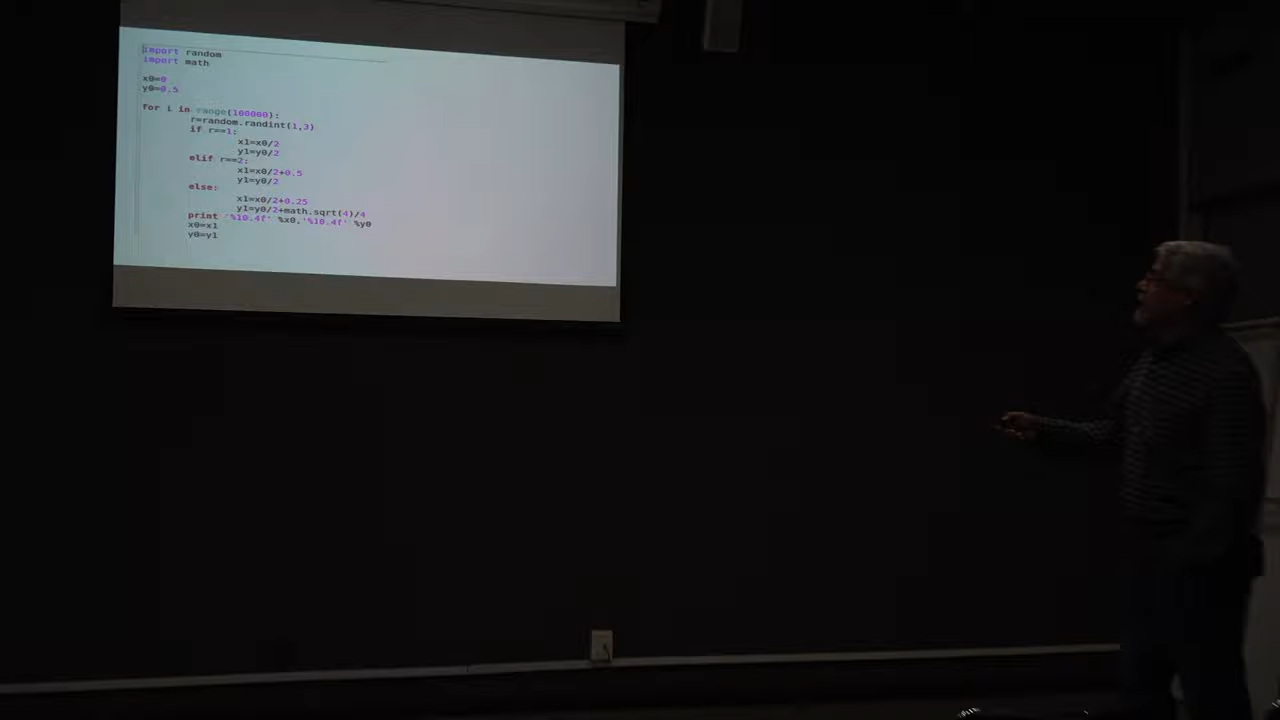 import random
import math
x0=0
y0=0.5
for i in range(100000):
r=random.randint(1,3)
if r==1:
x1=x0/2
y1=y0/2
elif r==2:
x1=x0/2+0.5
y1=y0/2
else:
x1=x0/2+0.25
y1=y0/2+math.sqrt(4)/4
print '%10.4f' %x0,'%10.4f' %y0
x0=x1
y0=y1